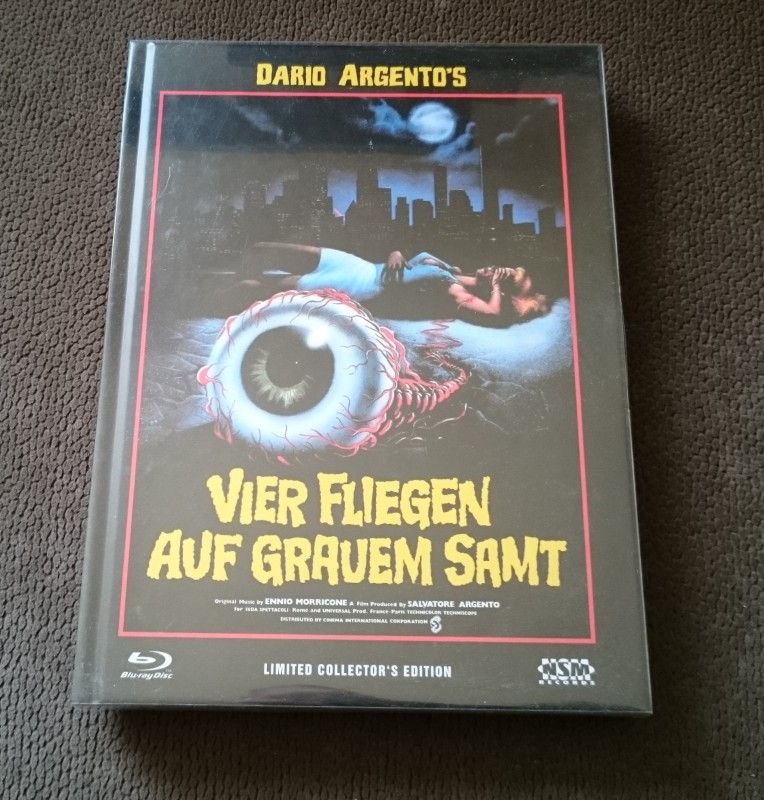 DARIO ARGENTO'S
VIER FLIEGEN
AUF GRAUEM SAMT
Original Music by ENNIO MORRICONE A Film Produced by SALVATORE ARGENTO
for SEDA SPETTACOLI Rome and UNIVERSAL Prod. France-Paris TECHNICOLOR TECHNISCOPE
DISTRIBUTED BY CINEMA INTERNATIONAL CORPORATION
Blu-ray Disc
LIMITED COLLECTOR'S EDITION
NSM
RECORDS